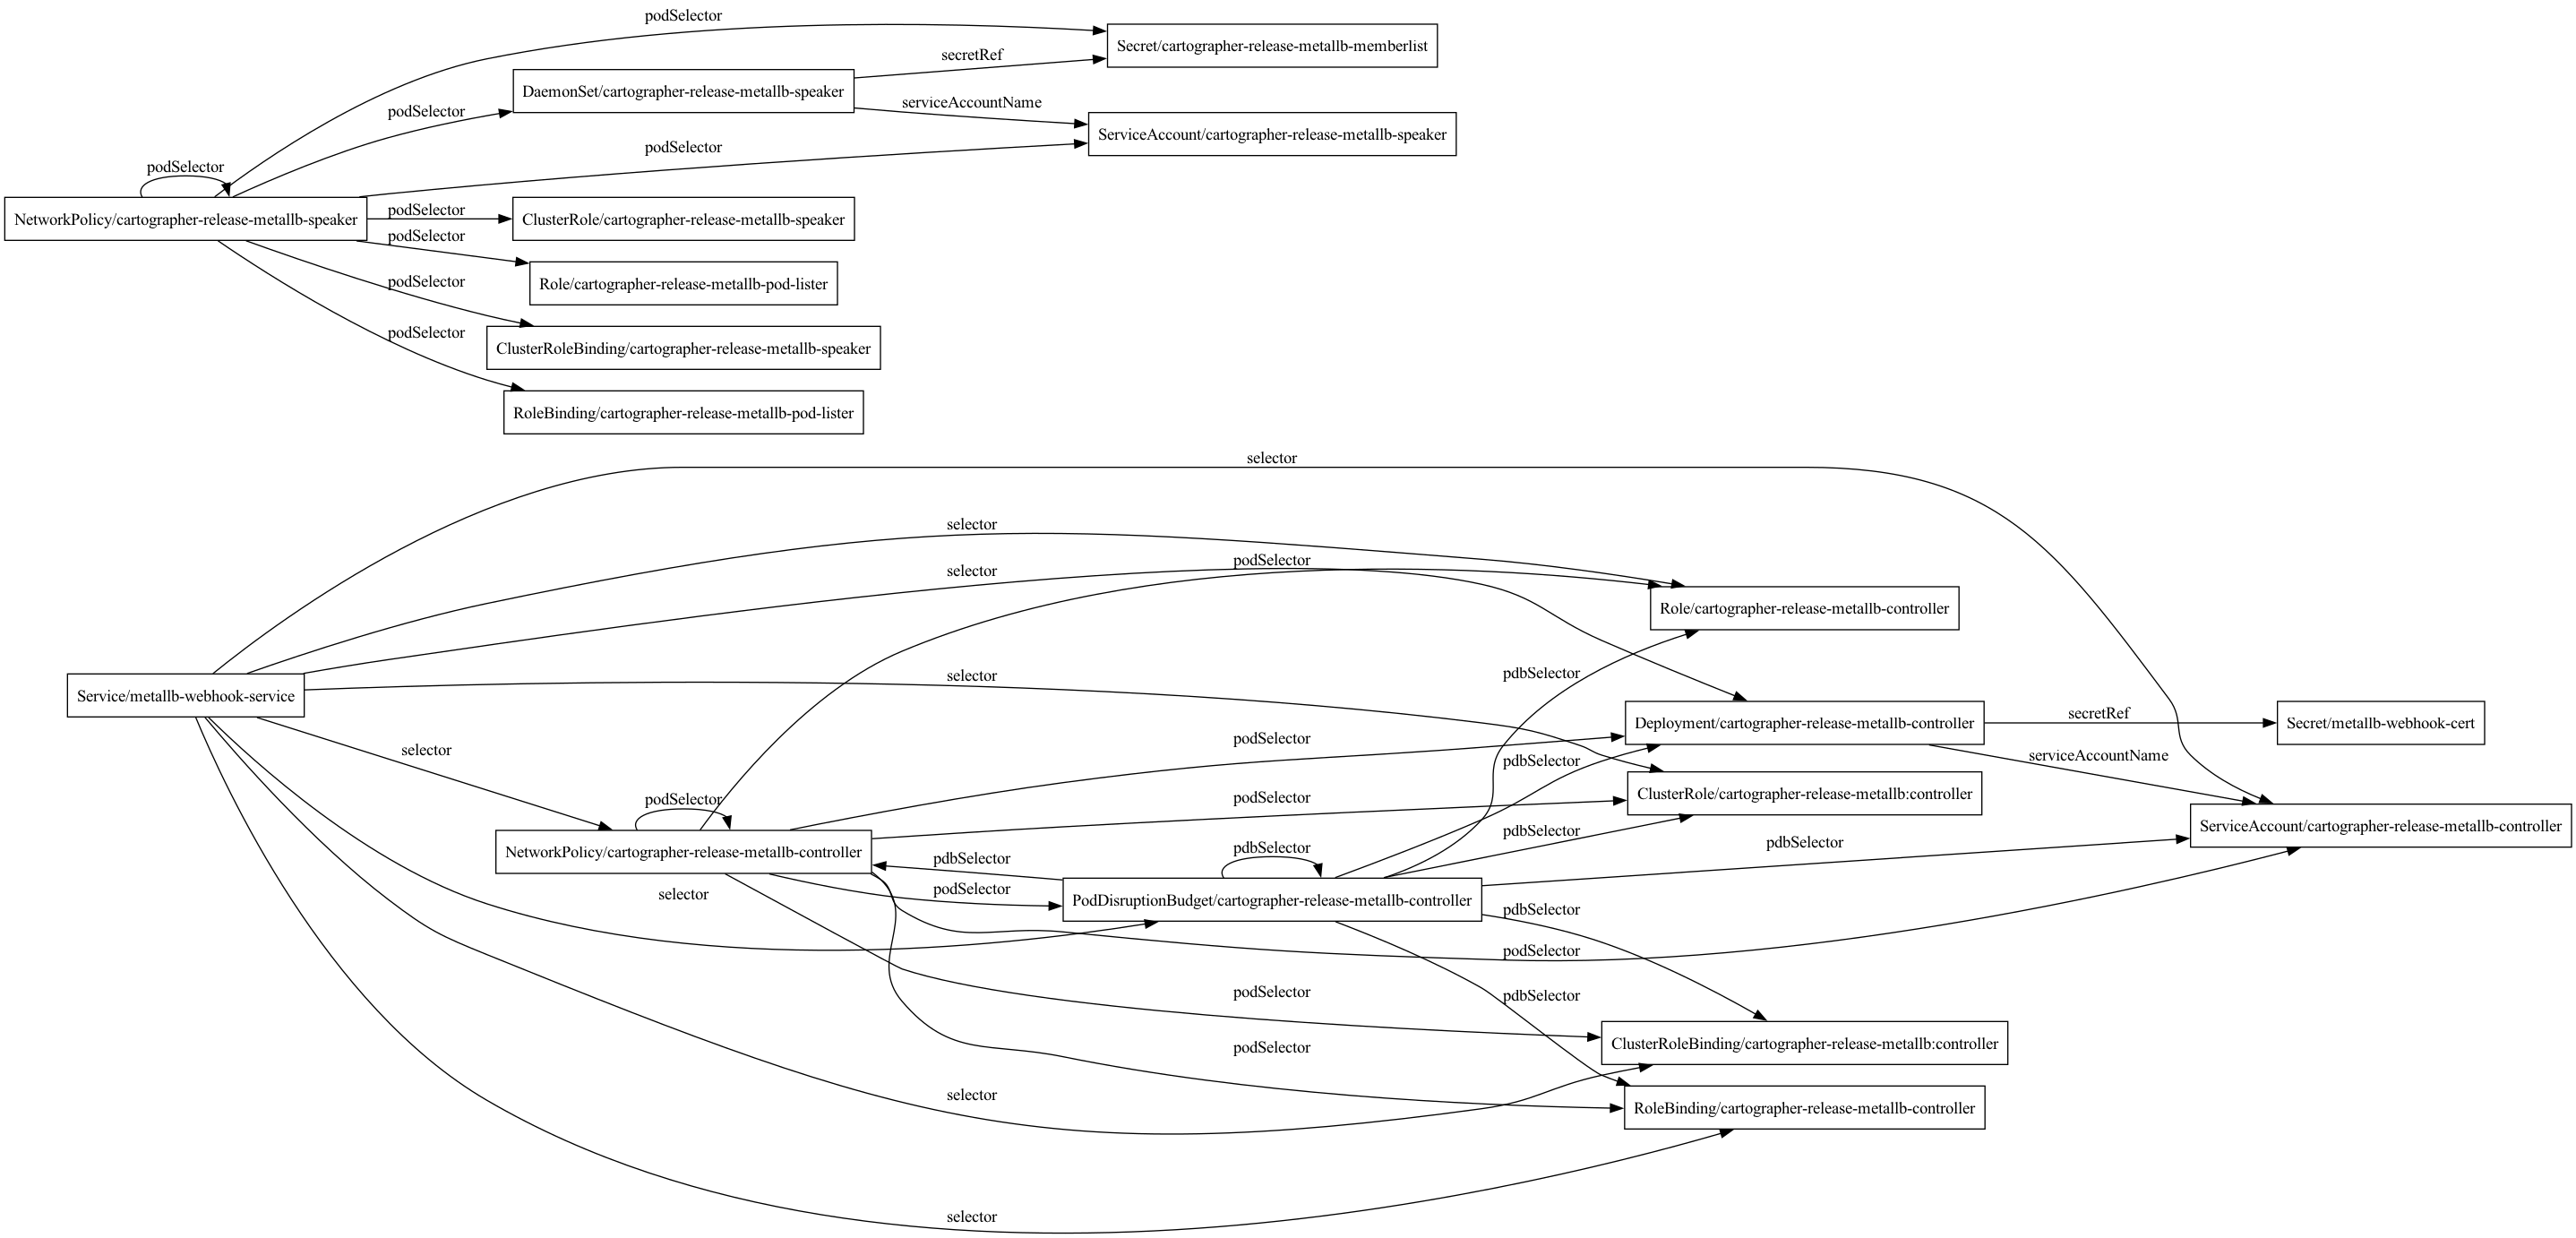 podSelector
Secret/cartographer-release-metallb-memberlist
secretRef
DaemonSet/cartographer-release-metallb-speaker
serviceAccountName
podSelector
ServiceAccount/cartographer-release-metallb-speaker
podSelector
podSelector
NetworkPolicy/cartographer-release-metallb-speaker
podSelector
ClusterRole/cartographer-release-metallb-speaker
podSelector
Role/cartographer-release-metallb-pod-lister
podSelector
ClusterRoleBinding/cartographer-release-metallb-speaker
podSelector
RoleBinding/cartographer-release-metallb-pod-lister
selector
selector
podSelector
selector
Role/cartographer-release-metallb-controller
pdbSelector
selector
Service/metallb-webhook-service
Deployment/cartographer-release-metallb-controller
secretRef
Secret/metallb-webhook-cert
podSelector
selector
pdbSelector
serviceAccountName
ClusterRole/cartographer-release-metallb:controller
podSelector
podSelector
ServiceAccount/cartographer-release-metallb-controller
pdbSelector
pdbSelector
NetworkPolicy/cartographer-release-metallb-controller
pdbSelector
pdbSelector
podSelector
selector
PodDisruptionBudget/cartographer-release-metallb-controller
pdbSelector
podSelector
podSelector
pdbSelector
ClusterRoleBinding/cartographer-release-metallb:controller
podSelector
selector
RoleBinding/cartographer-release-metallb-controller
selector